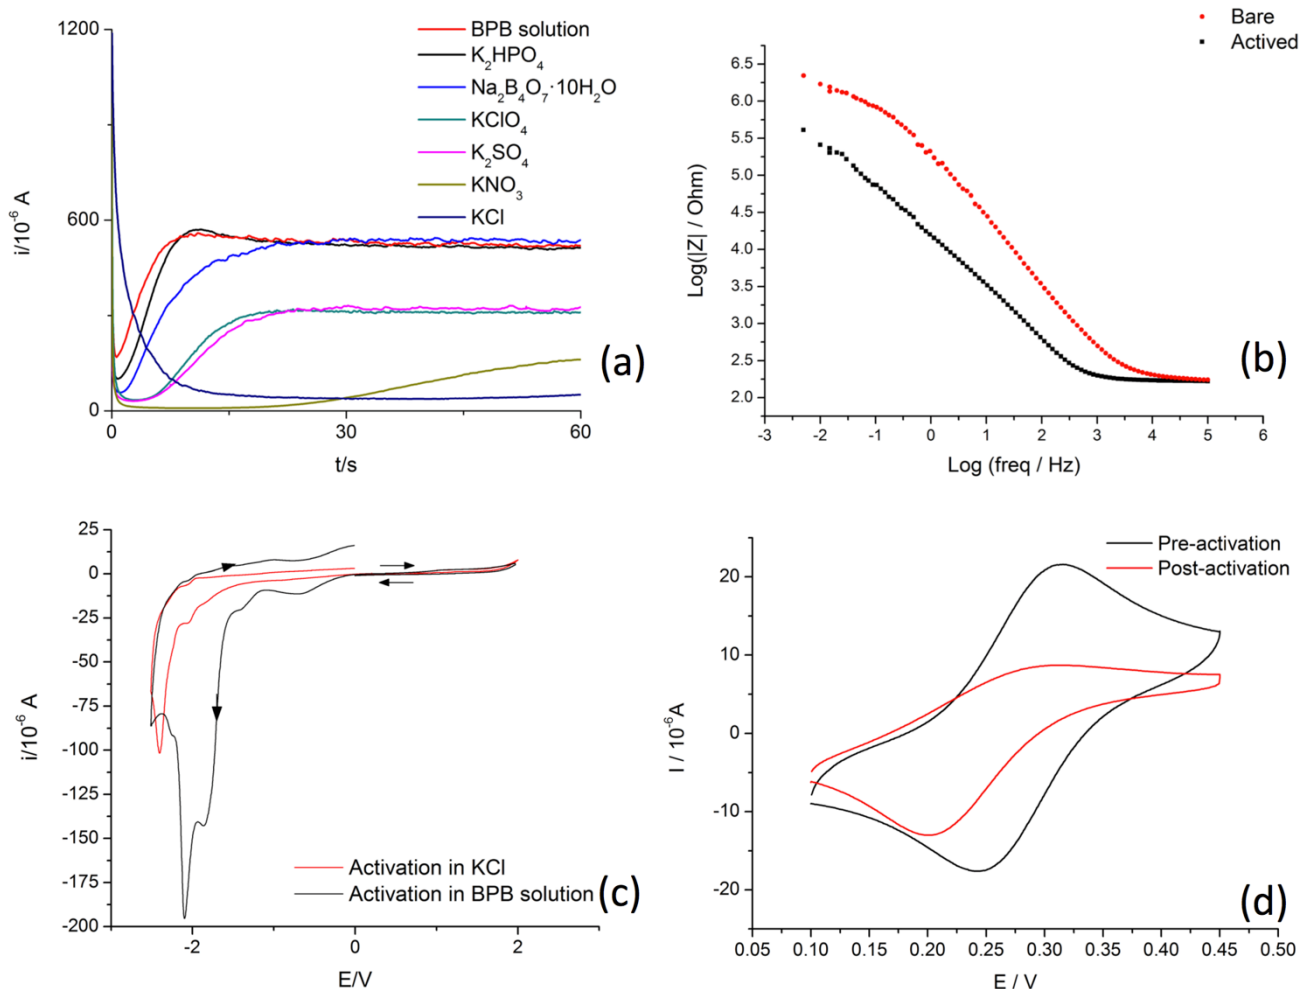 1200
600
0
0
30
60
i/10⁻⁶ A
t/s
BPB solution
K₂HPO₄
Na₂B₄O₇·10H₂O
KClO₄
K₂SO₄
KNO₃
KCl
(a)
Bare
Actived
6.5
6.0
5.5
5.0
4.5
4.0
3.5
3.0
2.5
2.0
-3 -2 -1 0 1 2 3 4 5 6
Log(|Z| / Ohm)
Log (freq / Hz)
(b)
25
0
-25
-50
-75
-100
-125
-150
-175
-200
-2 0 2
i/10⁻⁶ A
E/V
Activation in KCl
Activation in BPB solution
(c)
Pre-activation
Post-activation
20
10
0
-10
-20
0.05 0.10 0.15 0.20 0.25 0.30 0.35 0.40 0.45 0.50
I / 10⁻⁶A
E / V
(d)